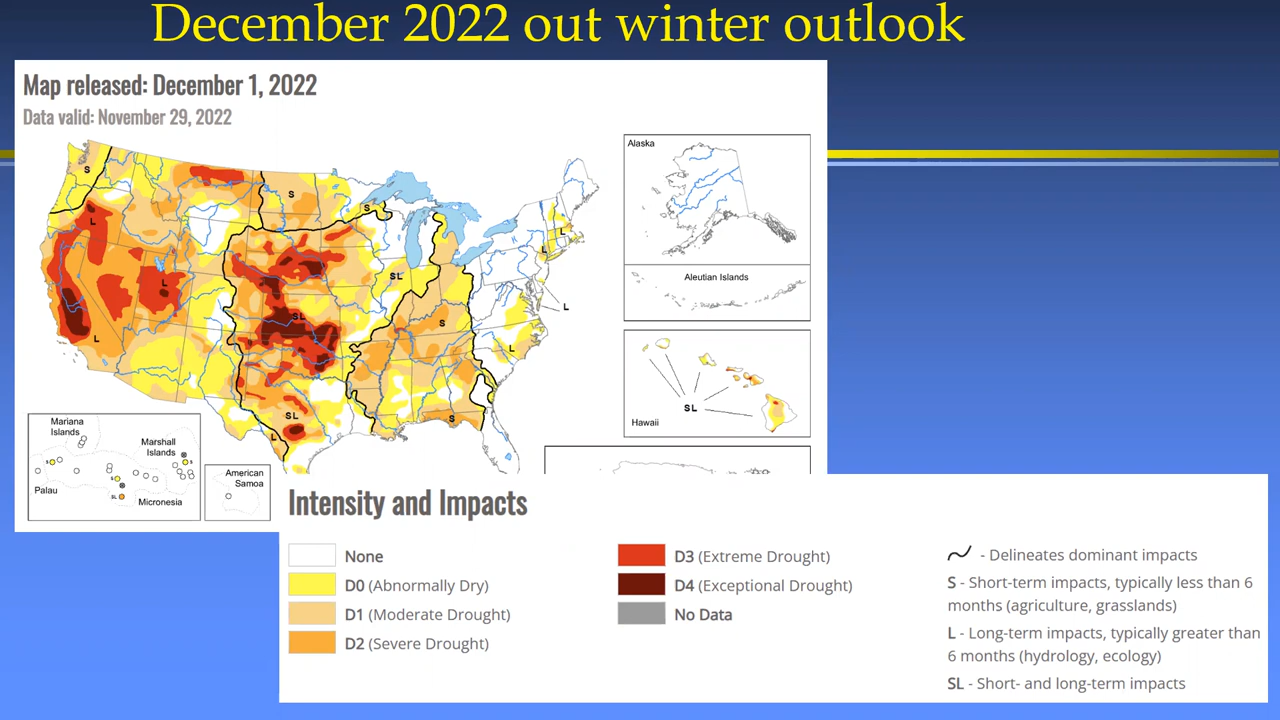 December 2022 out winter outlook
Map released: December 1, 2022
Data valid: November 29, 2022
Alaska
Aleutian Islands
Hawaii
SL
Mariana
Islands
Marshall
Islands
Palau
Micronesia
American
Samoa
S
S
S
L
L
L
SL
SL
S
L
L
L
L
SL
L
S
S
S
SL
Intensity and Impacts
None
D0 (Abnormally Dry)
D1 (Moderate Drought)
D2 (Severe Drought)
D3 (Extreme Drought)
D4 (Exceptional Drought)
No Data
- Delineates dominant impacts
S - Short-term impacts, typically less than 6
months (agriculture, grasslands)
L - Long-term impacts, typically greater than
6 months (hydrology, ecology)
SL - Short- and long-term impacts